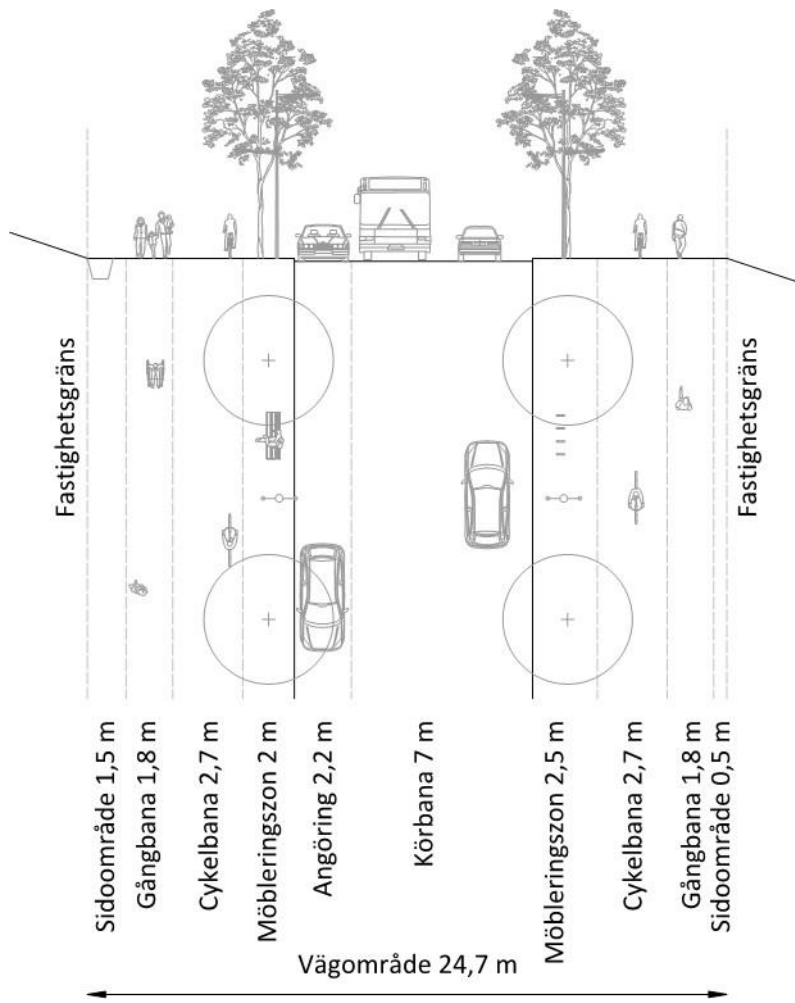 Fastighetsgräns
Fastighetsgräns
Sidoområde 1,5 m
Gångbana 1,8 m
Cykelbana 2,7 m
Möbleringszon 2 m
Angöring 2,2 m
Körbana 7 m
Möbleringszon 2,5 m
Cykelbana 2,7 m
Gångbana 1,8 m
Sidoområde 0,5 m
Vägområde 24,7 m